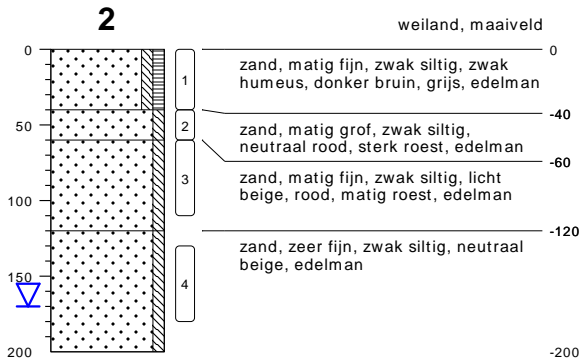 2
weiland, maaiveld
0
0
zand, matig fijn, zwak siltig, zwak
humeus, donker bruin, grijs, edelman
1
-40
50
2
zand, matig grof, zwak siltig,
neutraal rood, sterk roest, edelman
-60
3
zand, matig fijn, zwak siltig, licht
beige, rood, matig roest, edelman
100
-120
zand, zeer fijn, zwak siltig, neutraal
beige, edelman
150
4
200
-200